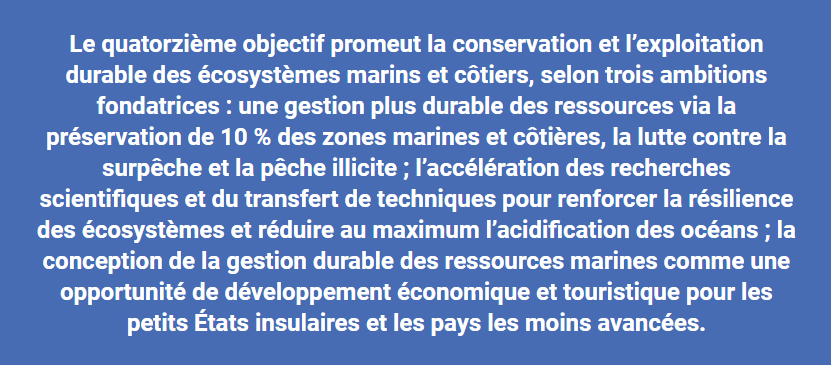 Le quatorzième objectif promeut la conservation et l’exploitation
durable des écosystèmes marins et côtiers, selon trois ambitions
fondatrices : une gestion plus durable des ressources via la
préservation de 10 % des zones marines et côtières, la lutte contre la
surpêche et la pêche illicite ; l’accélération des recherches
scientifiques et du transfert de techniques pour renforcer la résilience
des écosystèmes et réduire au maximum l’acidification des océans ; la
conception de la gestion durable des ressources marines comme une
opportunité de développement économique et touristique pour les
petits États insulaires et les pays les moins avancées.